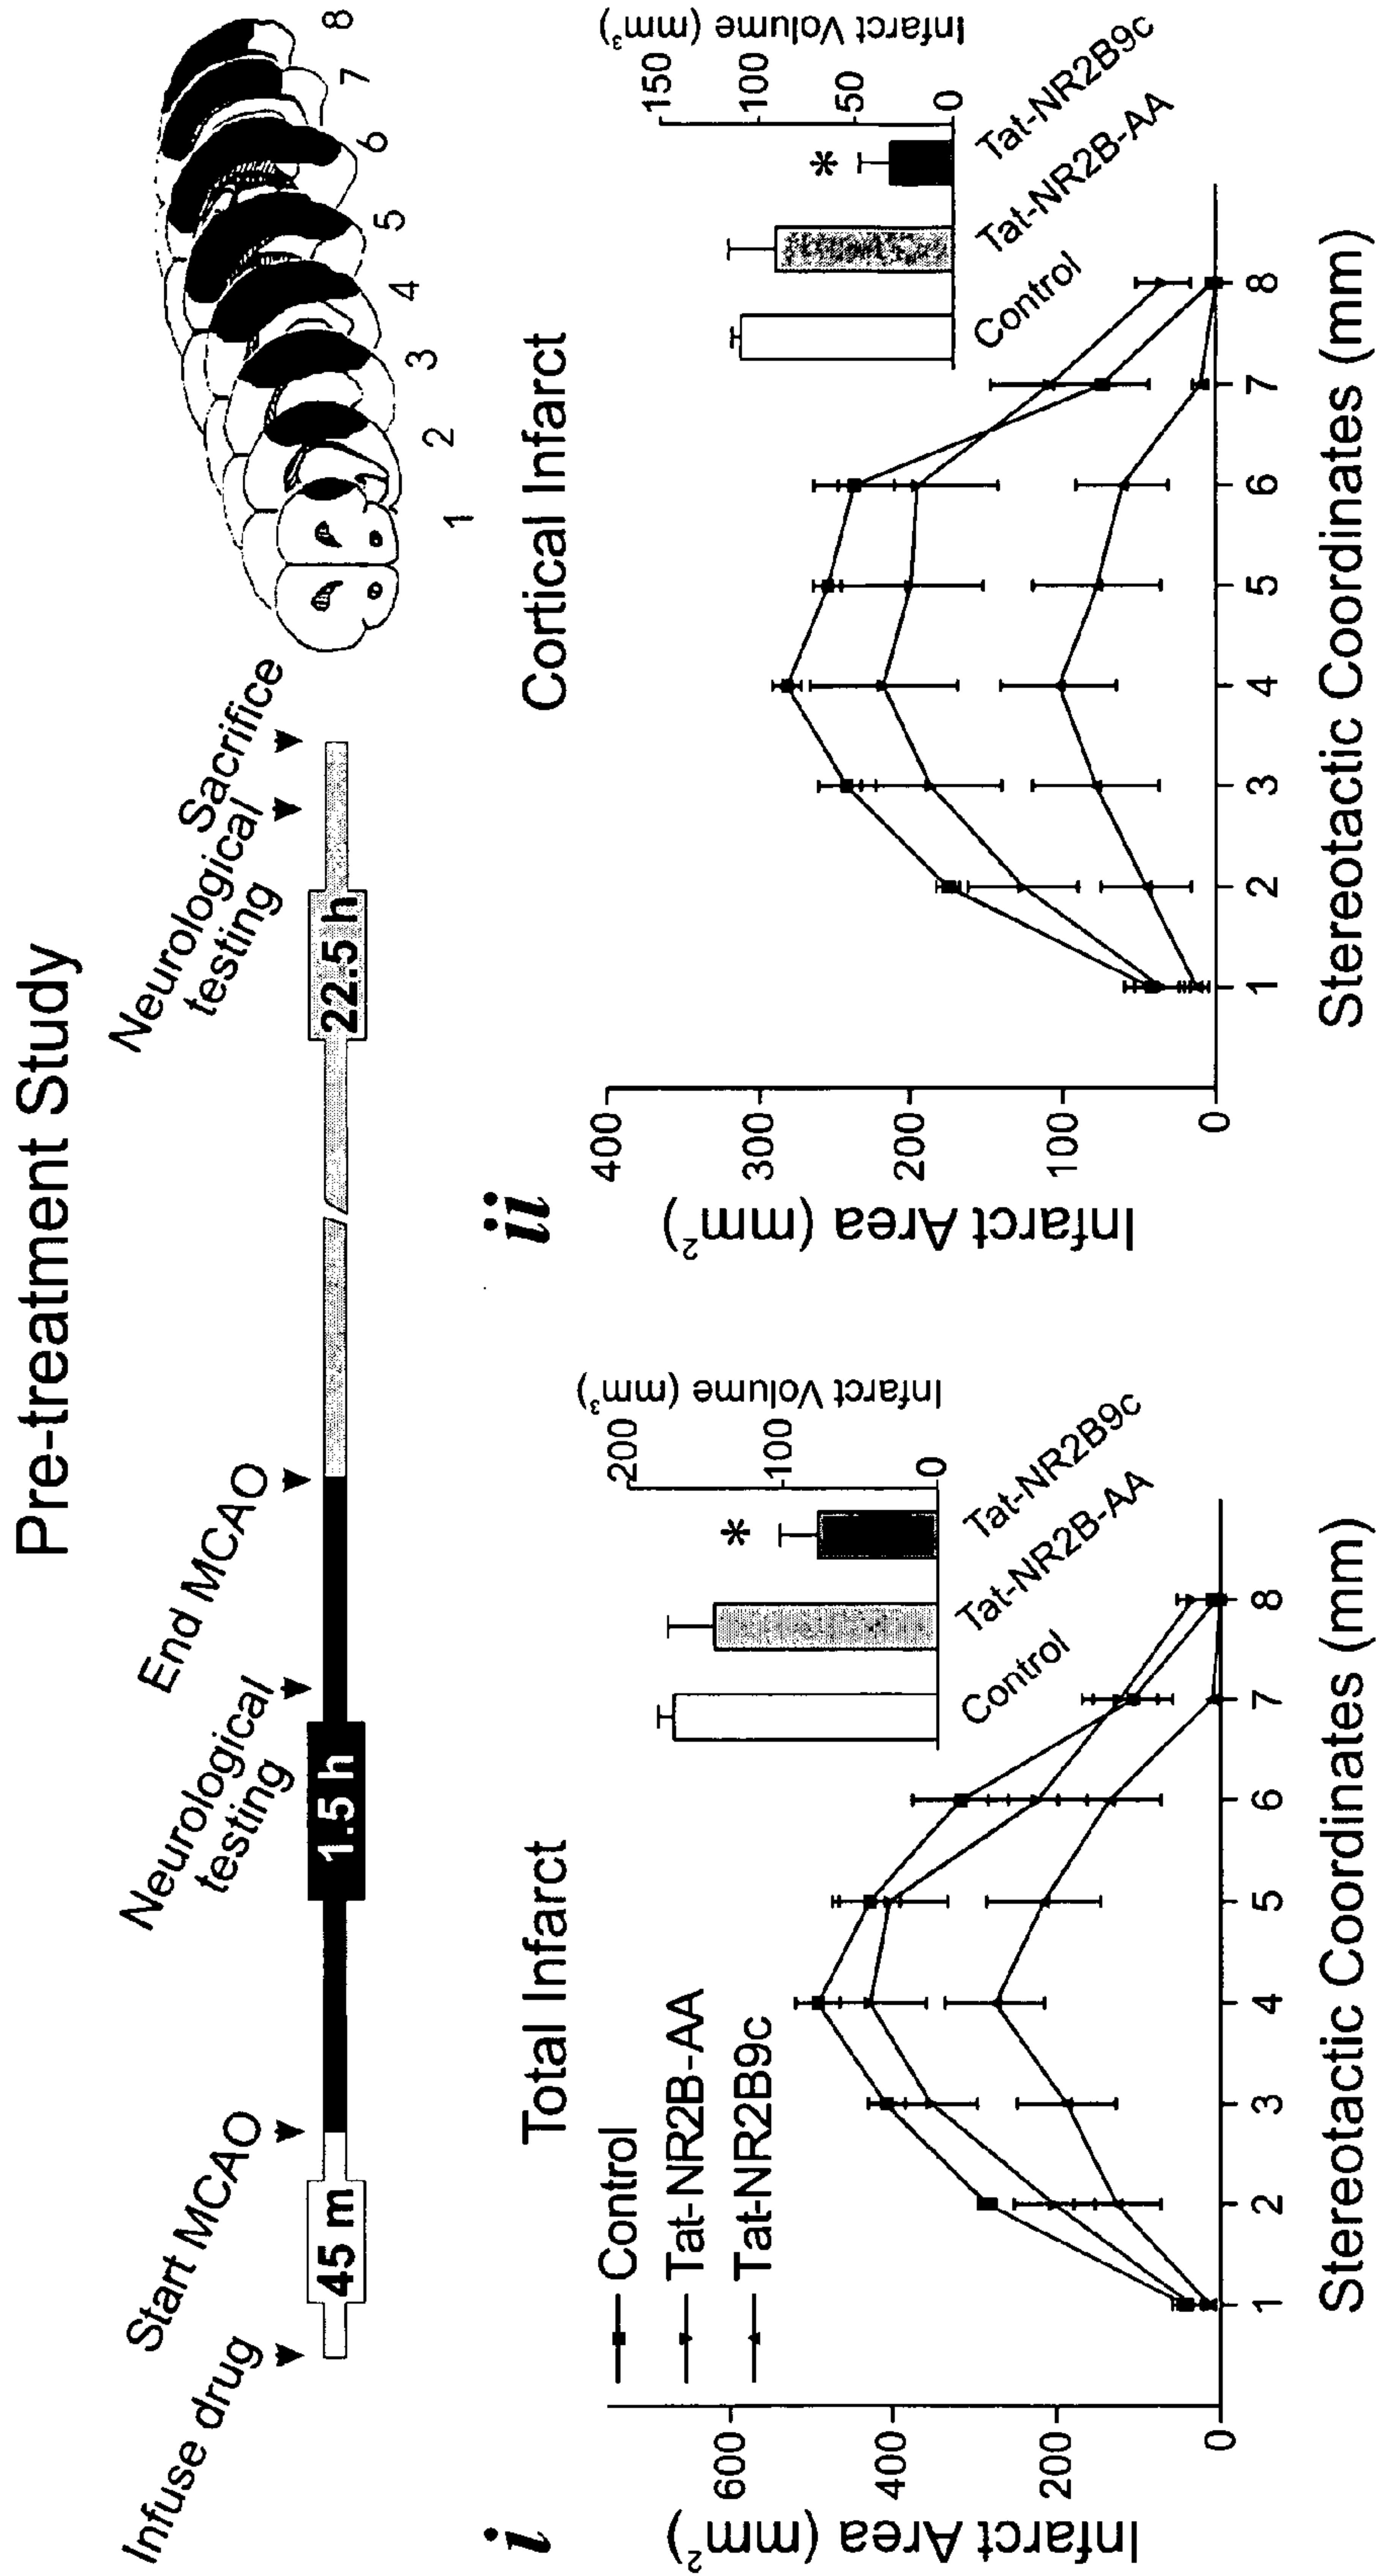 Pre-treatment Study
Infuse drug
Start MCAO
Neurological
testing
End MCAO
Neurological
testing
Sacrifice
45 m
1.5 h
22.5 h
1
2
3
4
5
6
7
8
i
Total Infarct
Control
Tat-NR2B-AA
Tat-NR2B9c
Infarct Area (mm²)
600
400
200
0
1
2
3
4
5
6
7
8
Stereotactic Coordinates (mm)
Infarct Volume (mm³)
200
100
0
*
Control
Tat-NR2B-AA
Tat-NR2B9c
ii
Cortical Infarct
Infarct Area (mm²)
400
300
200
100
0
1
2
3
4
5
6
7
8
Stereotactic Coordinates (mm)
Infarct Volume (mm³)
150
100
50
0
*
Control
Tat-NR2B-AA
Tat-NR2B9c